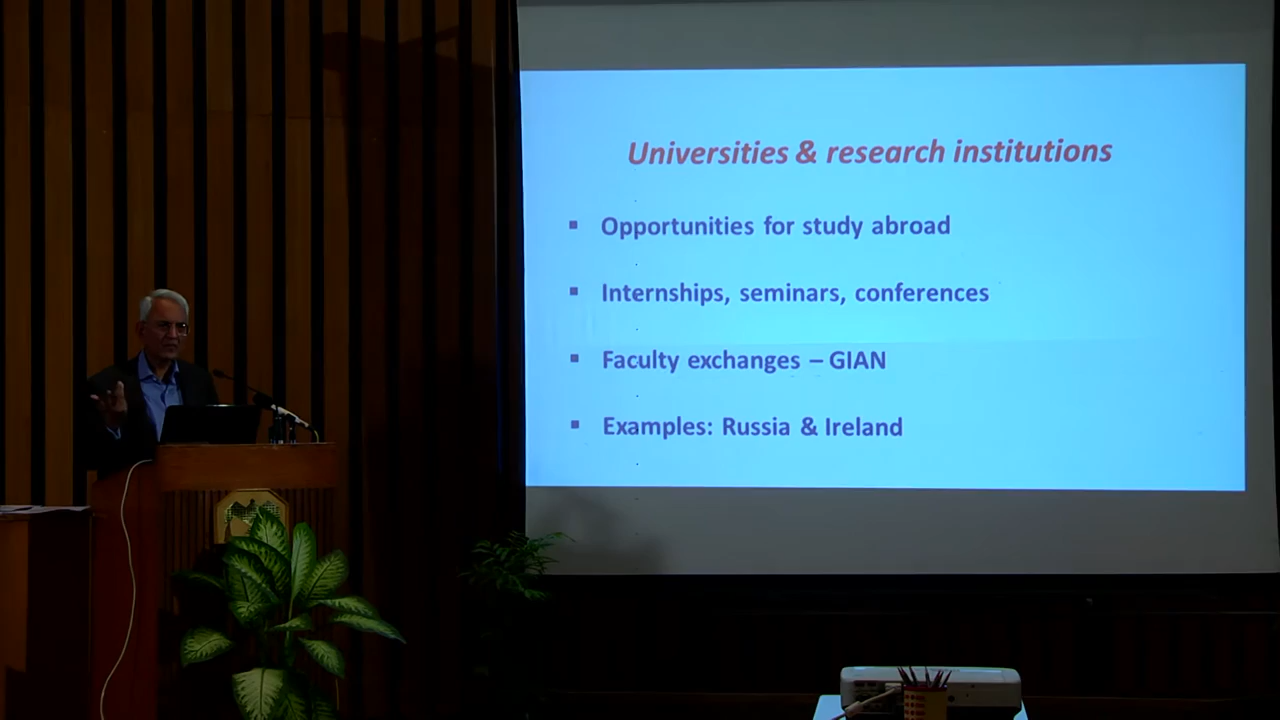 Universities & research institutions
▪ Opportunities for study abroad
▪ Internships, seminars, conferences
▪ Faculty exchanges – GIAN
▪ Examples: Russia & Ireland